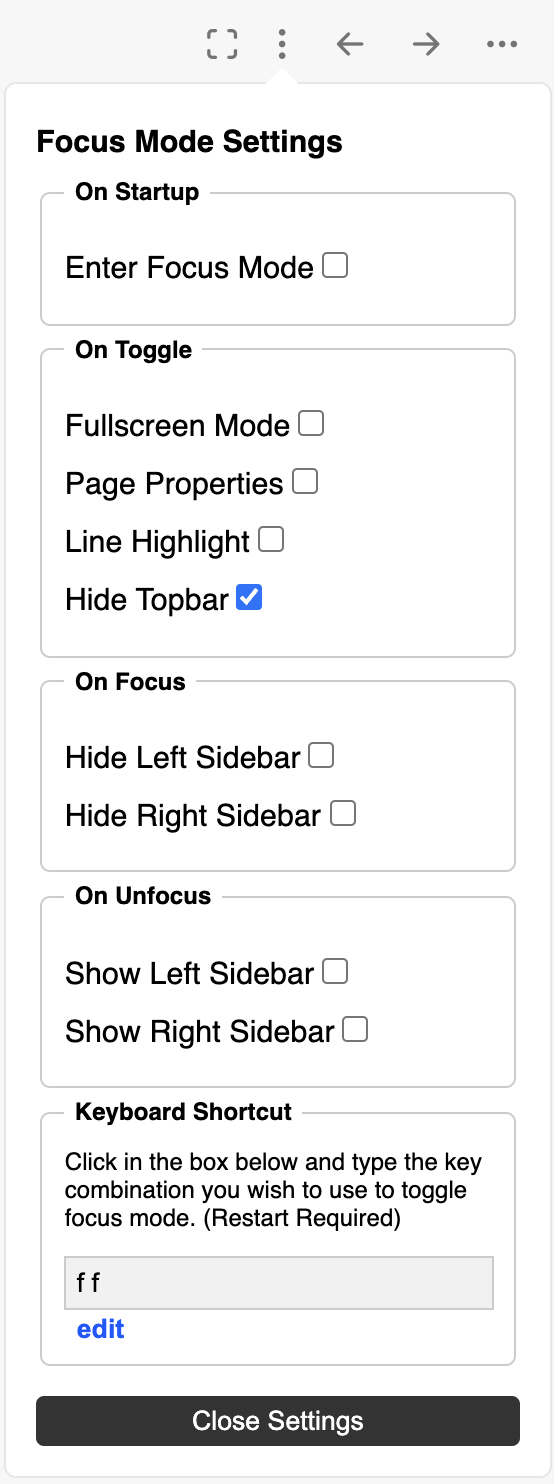 Focus Mode Settings
On Startup
Enter Focus Mode
On Toggle
Fullscreen Mode
Page Properties
Line Highlight
Hide Topbar
On Focus
Hide Left Sidebar
Hide Right Sidebar
On Unfocus
Show Left Sidebar
Show Right Sidebar
Keyboard Shortcut
Click in the box below and type the key
combination you wish to use to toggle
focus mode. (Restart Required)
f f
edit
Close Settings